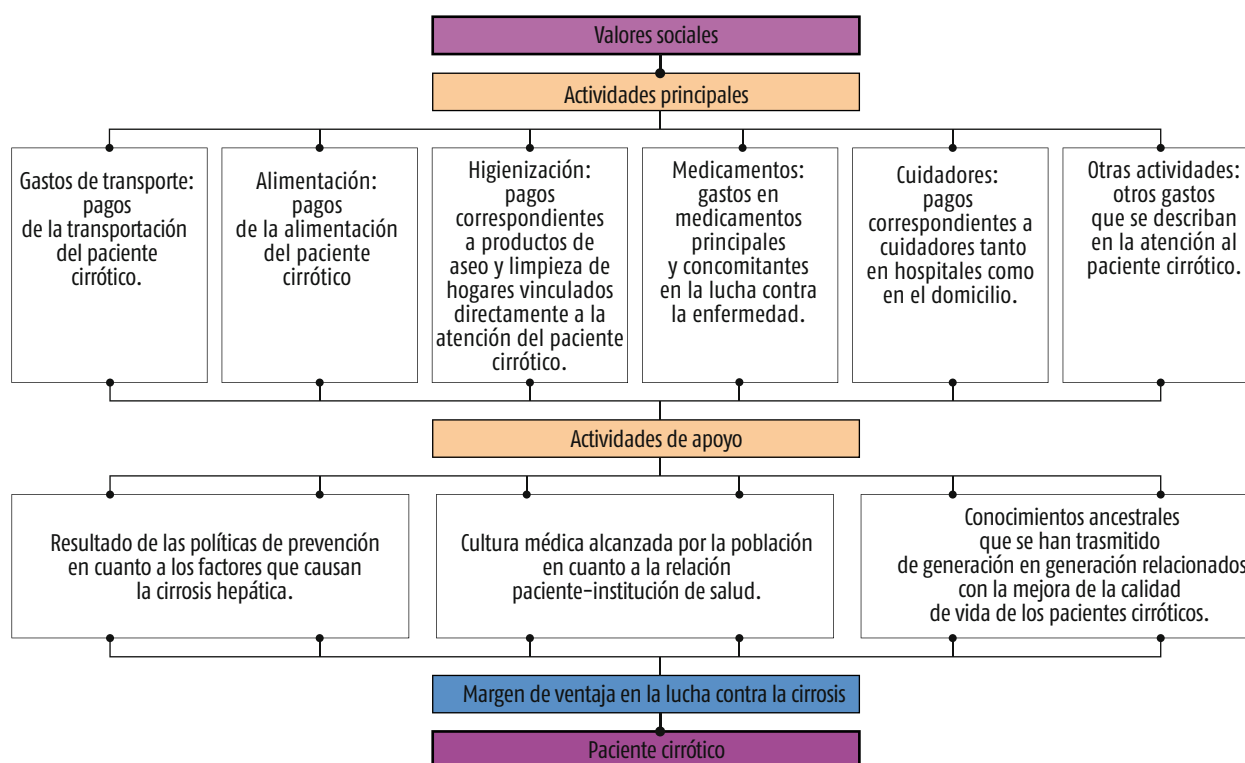 Valores sociales
Actividades principales
Gastos de transporte:
pagos
de la transportación
del paciente
cirrótico.
Alimentación:
pagos
de la alimentación
del paciente
cirrótico
Higienización:
pagos
correspondientes
a productos de
aseo y limpieza de
hogares vinculados
directamente a la
atención del paciente
cirrótico.
Medicamentos:
gastos en
medicamentos
principales
y concomitantes
en la lucha contra
la enfermedad.
Cuidadores:
pagos
correspondientes a
cuidadores tanto
en hospitales como
en el domicilio.
Otras actividades:
otros gastos
que se describan
en la atención al
paciente cirrótico.
Actividades de apoyo
Resultado de las políticas de prevención
en cuanto a los factores que causan
la cirrosis hepática.
Cultura médica alcanzada por la población
en cuanto a la relación
paciente-institución de salud.
Conocimientos ancestrales
que se han trasmitido
de generación en generación relacionados
con la mejora de la calidad
de vida de los pacientes cirróticos.
Margen de ventaja en la lucha contra la cirrosis
Paciente cirrótico